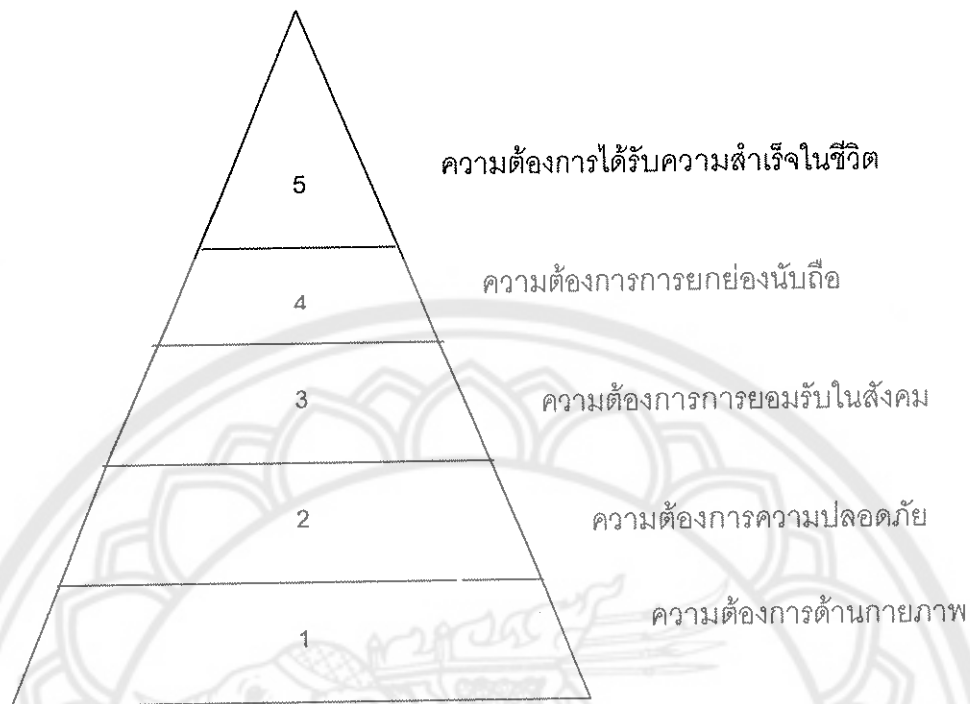 ความต้องการได้รับความสำเร็จในชีวิต
5
ความต้องการการยกย่องนับถือ
4
ความต้องการการยอมรับในสังคม
3
ความต้องการความปลอดภัย
2
ความต้องการด้านกายภาพ
1